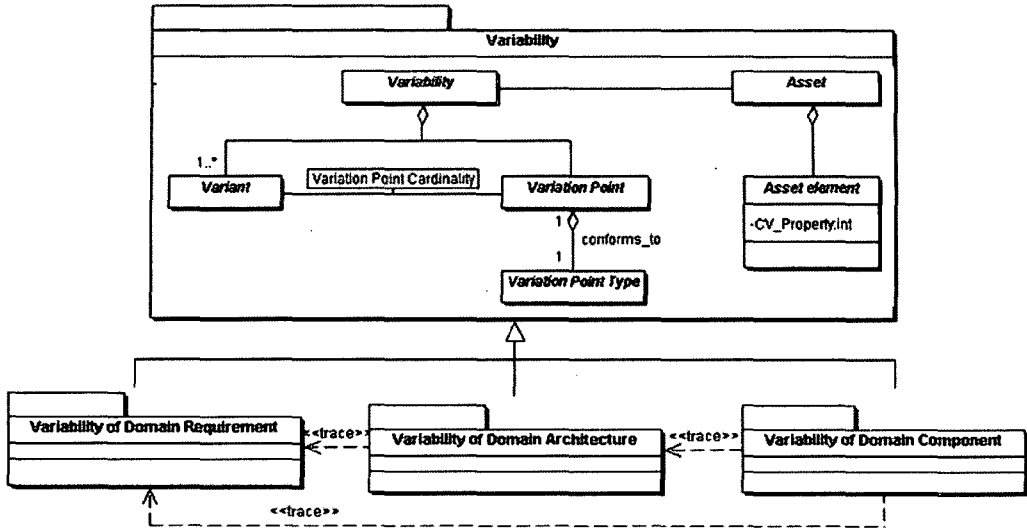 Variability
Variability
Asset
1..*
Variant
Variation Point Cardinality
Variation Point
Asset element
-CV_Property:int
1
conforms_to
1
Variation Point Type
Variability of Domain Requirement
<<trace>>
Variability of Domain Architecture
<<trace>>
Variability of Domain Component
<<trace>>